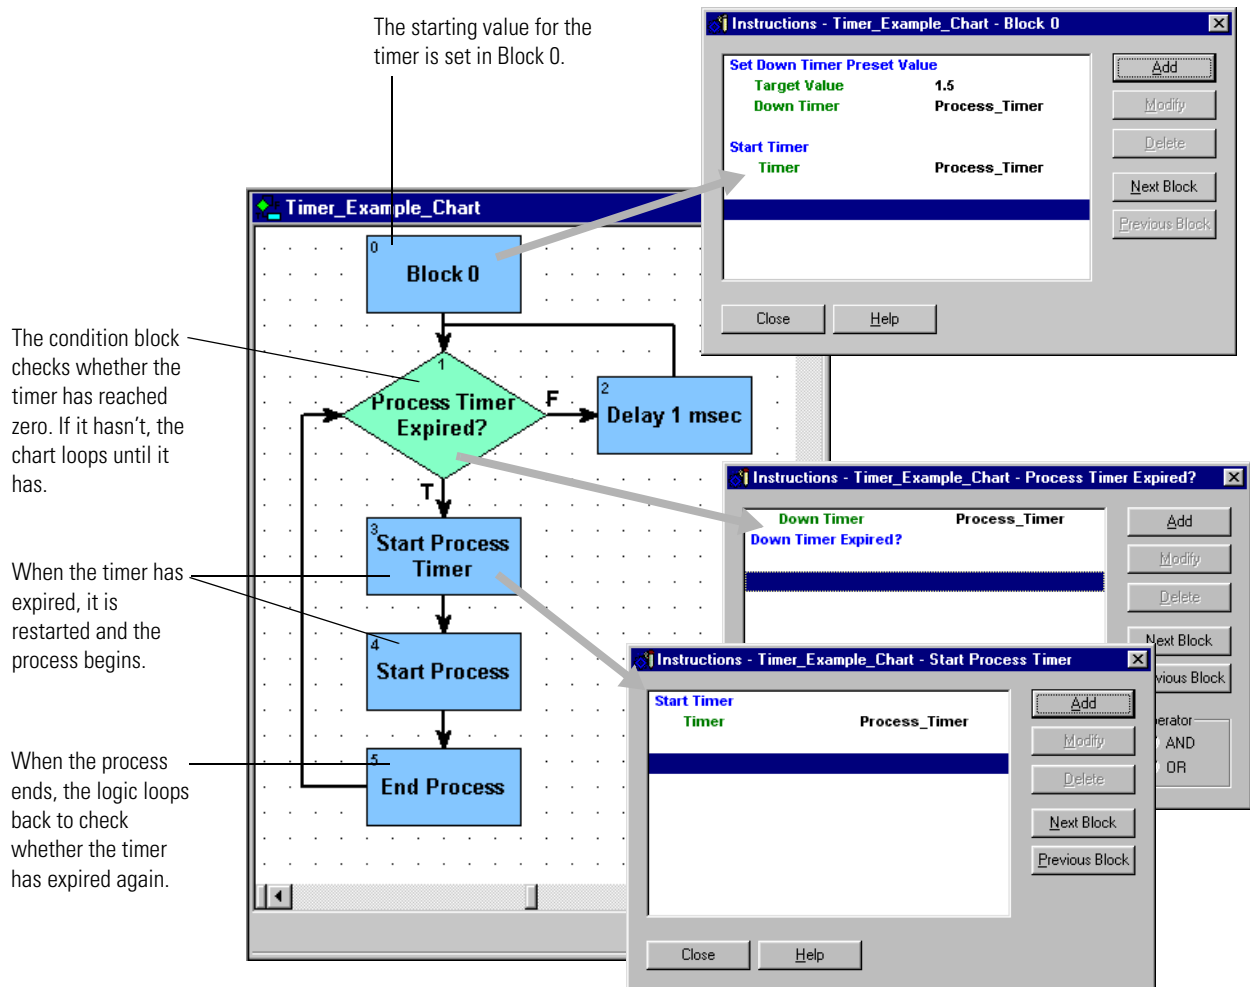 The starting value for the
timer is set in Block 0.
Instructions - Timer_Example_Chart - Block 0
Set Down Timer Preset Value
Target Value 1.5
Down Timer Process_Timer
Start Timer
Timer Process_Timer
Add
Modify
Delete
Next Block
Previous Block
Close Help
Timer_Example_Chart
0
Block 0
The condition block
checks whether the
timer has reached
zero. If it hasn't, the
chart loops until it
has.
1
Process Timer
Expired?
F
T
2
Delay 1 msec
Instructions - Timer_Example_Chart - Process Timer Expired?
Down Timer Process_Timer
Down Timer Expired?
Add
Modify
Delete
Next Block
vious Block
perator
AND
OR
When the timer has
expired, it is
restarted and the
process begins.
3
Start Process
Timer
4
Start Process
Instructions - Timer_Example_Chart - Start Process Timer
Start Timer
Timer Process_Timer
Add
Modify
Delete
Next Block
Previous Block
Close Help
When the process
ends, the logic loops
back to check
whether the timer
has expired again.
5
End Process